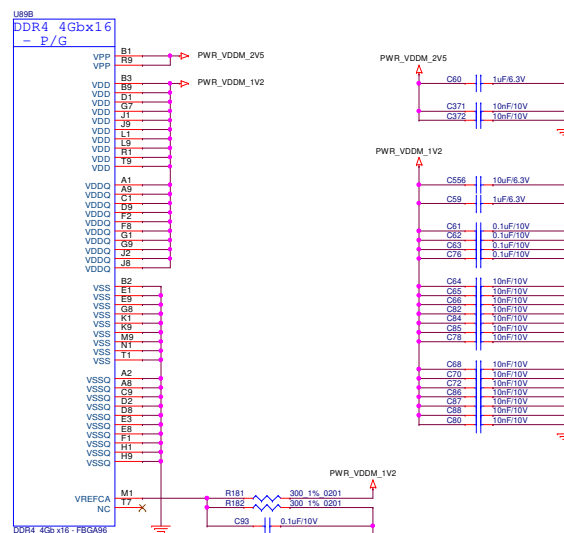 U89B
DDR4 4Gbx16
- P/G
VPP B1 PWR_VDDM_2V5
VPP R9
VDD B3 PWR_VDDM_1V2
VDD B9
VDD D1
VDD G7
VDD J1
VDD J9
VDD L1
VDD L9
VDD R1
VDD T9
VDDQ A1
VDDQ A9
VDDQ C1
VDDQ D9
VDDQ F2
VDDQ F8
VDDQ G1
VDDQ G9
VDDQ J2
VDDQ J8
VSS B2
VSS E1
VSS E9
VSS G8
VSS K1
VSS K9
VSS M9
VSS N1
VSS T1
VSSQ A2
VSSQ A8
VSSQ C9
VSSQ D2
VSSQ D8
VSSQ E3
VSSQ E8
VSSQ F1
VSSQ H1
VSSQ H9
VREFCA M1
NC T7
DDR4 4Gb x16 - FBGA96
PWR_VDDM_2V5
C60 1uF/6.3V
C371 10nF/10V
C372 10nF/10V
PWR_VDDM_1V2
C556 10uF/6.3V
C59 1uF/6.3V
C61 0.1uF/10V
C62 0.1uF/10V
C63 0.1uF/10V
C76 0.1uF/10V
C64 10nF/10V
C65 10nF/10V
C66 10nF/10V
C82 10nF/10V
C84 10nF/10V
C85 10nF/10V
C78 10nF/10V
C68 10nF/10V
C70 10nF/10V
C72 10nF/10V
C86 10nF/10V
C87 10nF/10V
C88 10nF/10V
C80 10nF/10V
PWR_VDDM_1V2
R181 300_1%_0201
R182 300_1%_0201
C93 0.1uF/10V